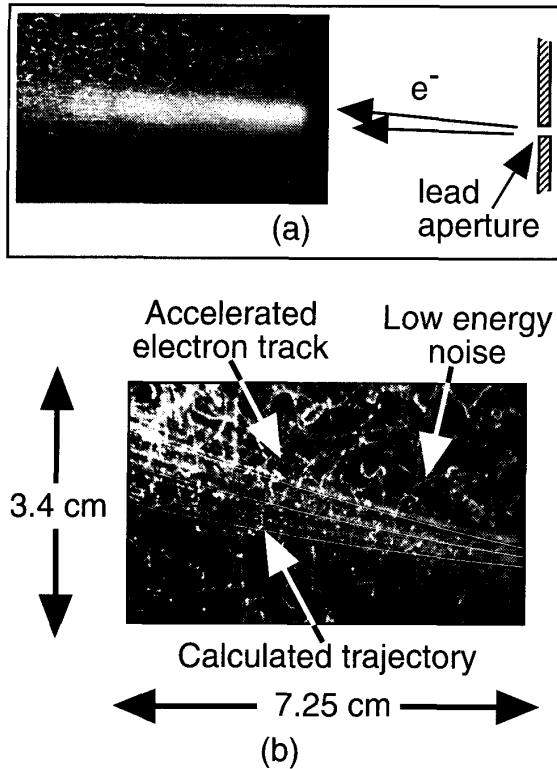 e-
lead
aperture
(a)
Accelerated
electron track
Low energy
noise
3.4 cm
Calculated trajectory
7.25 cm
(b)